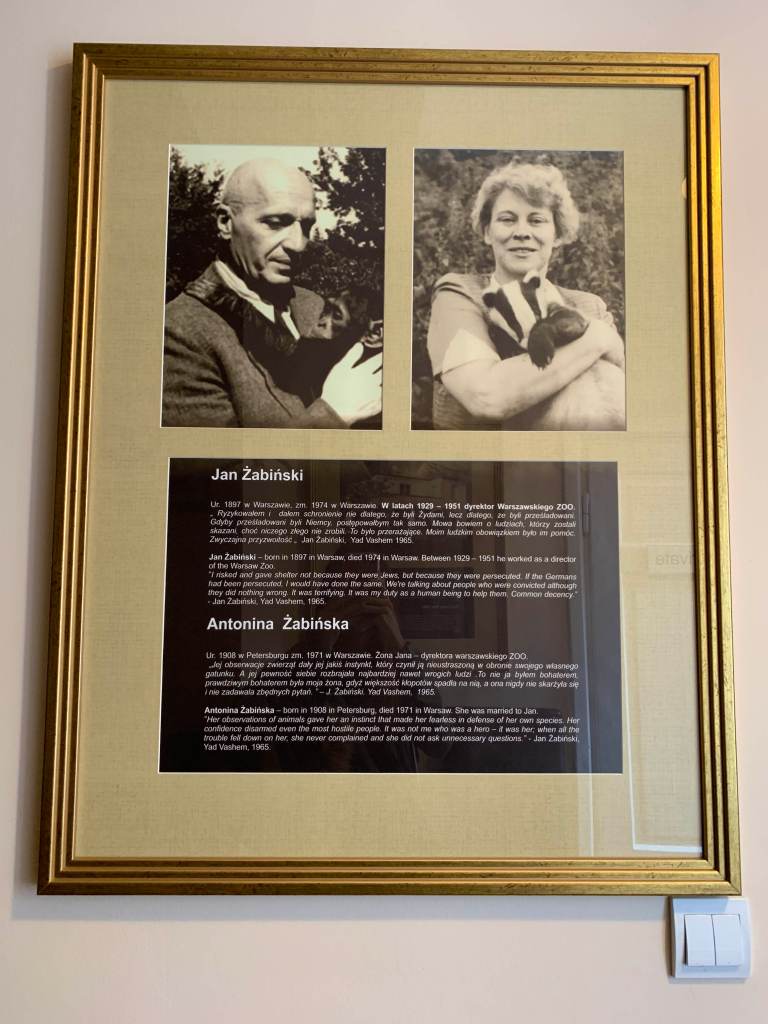 Jan Żabiński
Ur. 1897 w Warszawie, zm. 1974 w Warszawie. W latach 1929 – 1951 dyrektor Warszawskiego ZOO.
„ Ryzykowałem i dałem schronienie nie dlatego, że byli Żydami, lecz dlatego, że byli prześladowani.
Gdyby prześladowani byli Niemcy, postępowałbym tak samo. Mowa bowiem o ludziach, którzy zostali
skazani, choć niczego złego nie zrobili. To było przerażające. Moim ludzkim obowiązkiem było im pomóc.
Zwyczajna przyzwoitość „ Jan Żabiński, Yad Vashem 1965.
Jan Żabiński – born in 1897 in Warsaw, died 1974 in Warsaw. Between 1929 – 1951 he worked as a director
of the Warsaw Zoo.
"I risked and gave shelter not because they were Jews, but because they were persecuted. If the Germans
had been persecuted, I would have done the same. We're talking about people who were convicted although
they did nothing wrong. It was terrifying. It was my duty as a human being to help them. Common decency."
- Jan Żabiński, Yad Vashem, 1965.
Antonina Żabińska
Ur. 1908 w Petersburgu zm. 1971 w Warszawie. Żona Jana – dyrektora warszawskiego ZOO.
„Jej obserwacje zwierząt dały jej jakiś instynkt, który czynił ją nieustraszoną w obronie swojego własnego
gatunku. A jej pewność siebie rozbrajała najbardziej nawet wrogich ludzi .To nie ja byłem bohaterem,
prawdziwym bohaterem była moja żona, gdyż większość kłopotów spadła na nią, a ona nigdy nie skarżyła się
i nie zadawała zbędnych pytań. " – J. Żabiński. Yad Vashem, 1965.
Antonina Żabińska – born in 1908 in Petersburg, died 1971 in Warsaw. She was married to Jan.
"Her observations of animals gave her an instinct that made her fearless in defense of her own species. Her
confidence disarmed even the most hostile people. It was not me who was a hero – it was her; when all the
trouble fell down on her, she never complained and she did not ask unnecessary questions." - Jan Żabiński,
Yad Vashem, 1965.